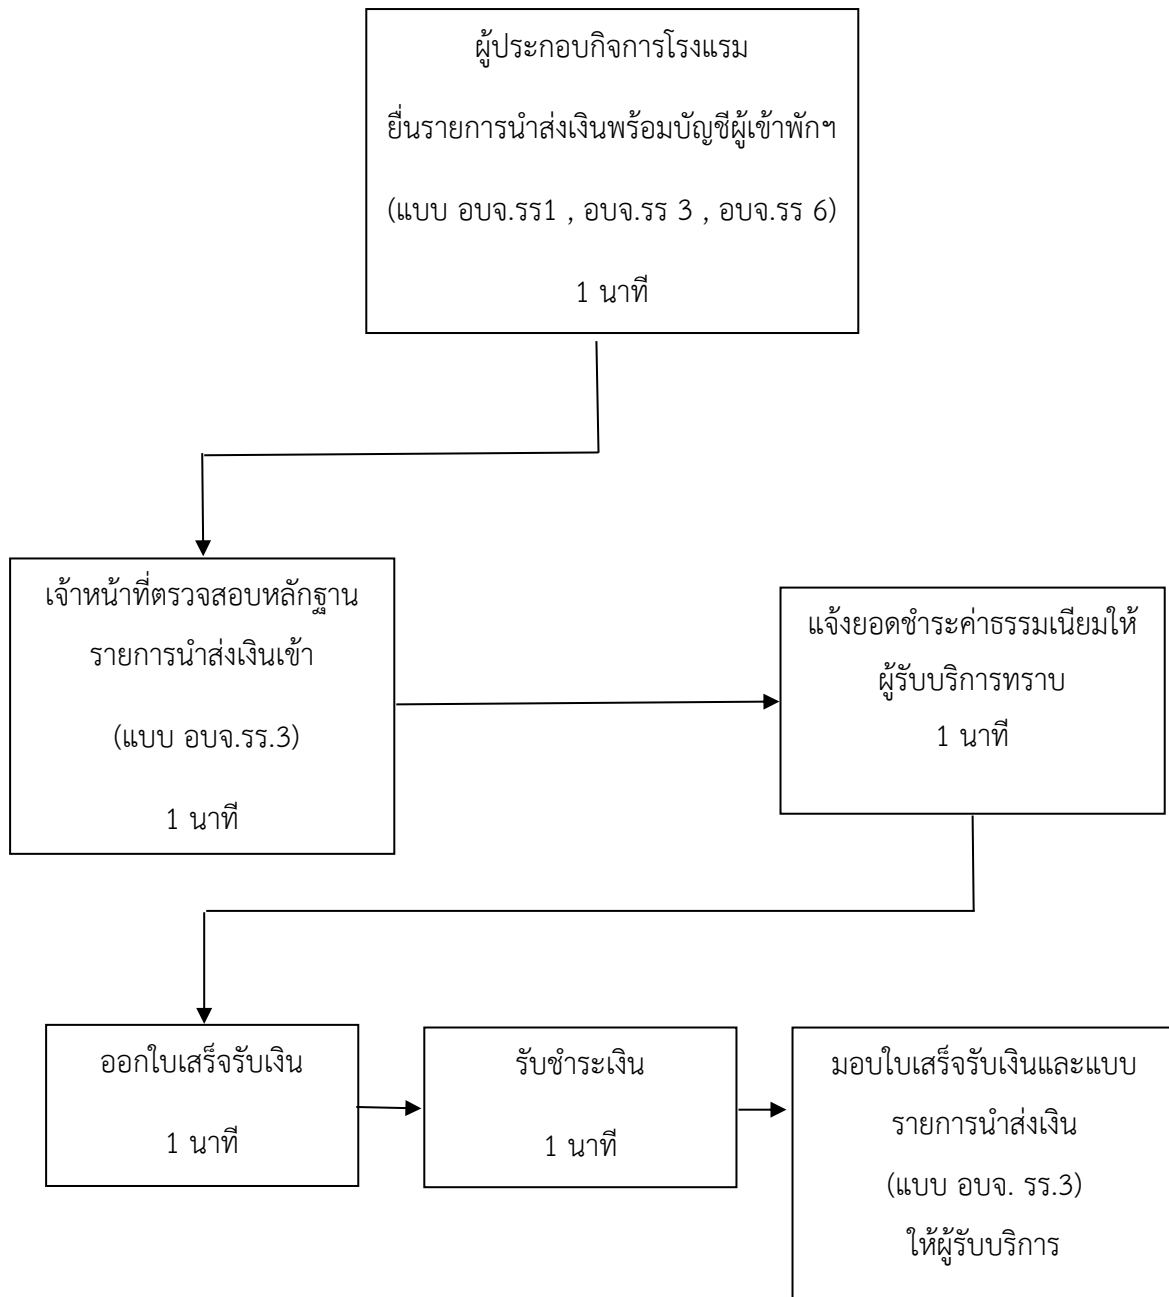 ผู้ประกอบกิจการโรงแรม
ยื่นรายการนำส่งเงินพร้อมบัญชีผู้เข้าพักฯ
(แบบ อบจ.รร1 , อบจ.รร 3 , อบจ.รร 6)
1 นาที
เจ้าหน้าที่ตรวจสอบหลักฐาน
รายการนำส่งเงินเข้า
(แบบ อบจ.รร.3)
1 นาที
แจ้งยอดชำระค่าธรรมเนียมให้
ผู้รับบริการทราบ
1 นาที
ออกใบเสร็จรับเงิน
1 นาที
รับชำระเงิน
1 นาที
มอบใบเสร็จรับเงินและแบบ
รายการนำส่งเงิน
(แบบ อบจ. รร.3)
ให้ผู้รับบริการ